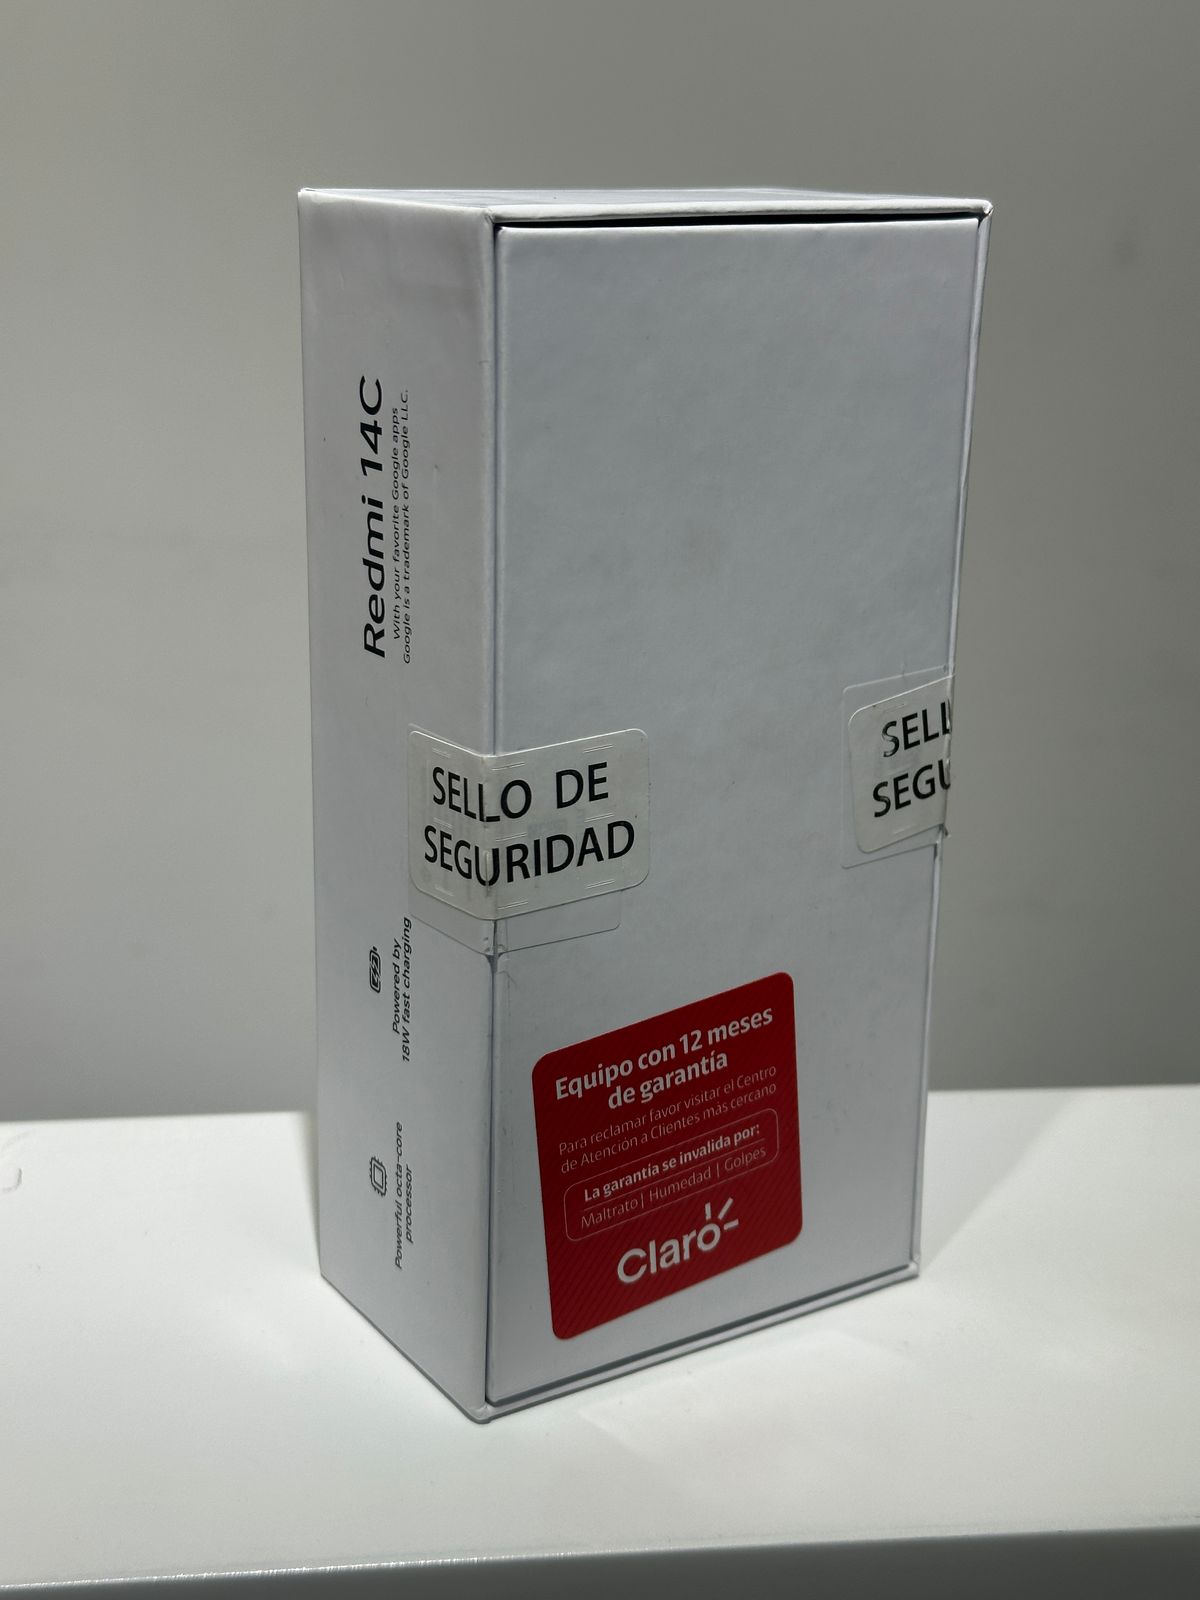 Redmi 14C
With your favorite Google apps
Google is a trademark of Google LLC.
SELLO DE
SEGURIDAD
SELL
SEGU
Powered by
18W fast charging
Powerful octa-core
processor
Equipo con 12 meses
de garantía
Para reclamar favor visitar el Centro
de Atención a Clientes más cercano
La garantía se invalida por:
Maltrato | Humedad | Golpes
Claro